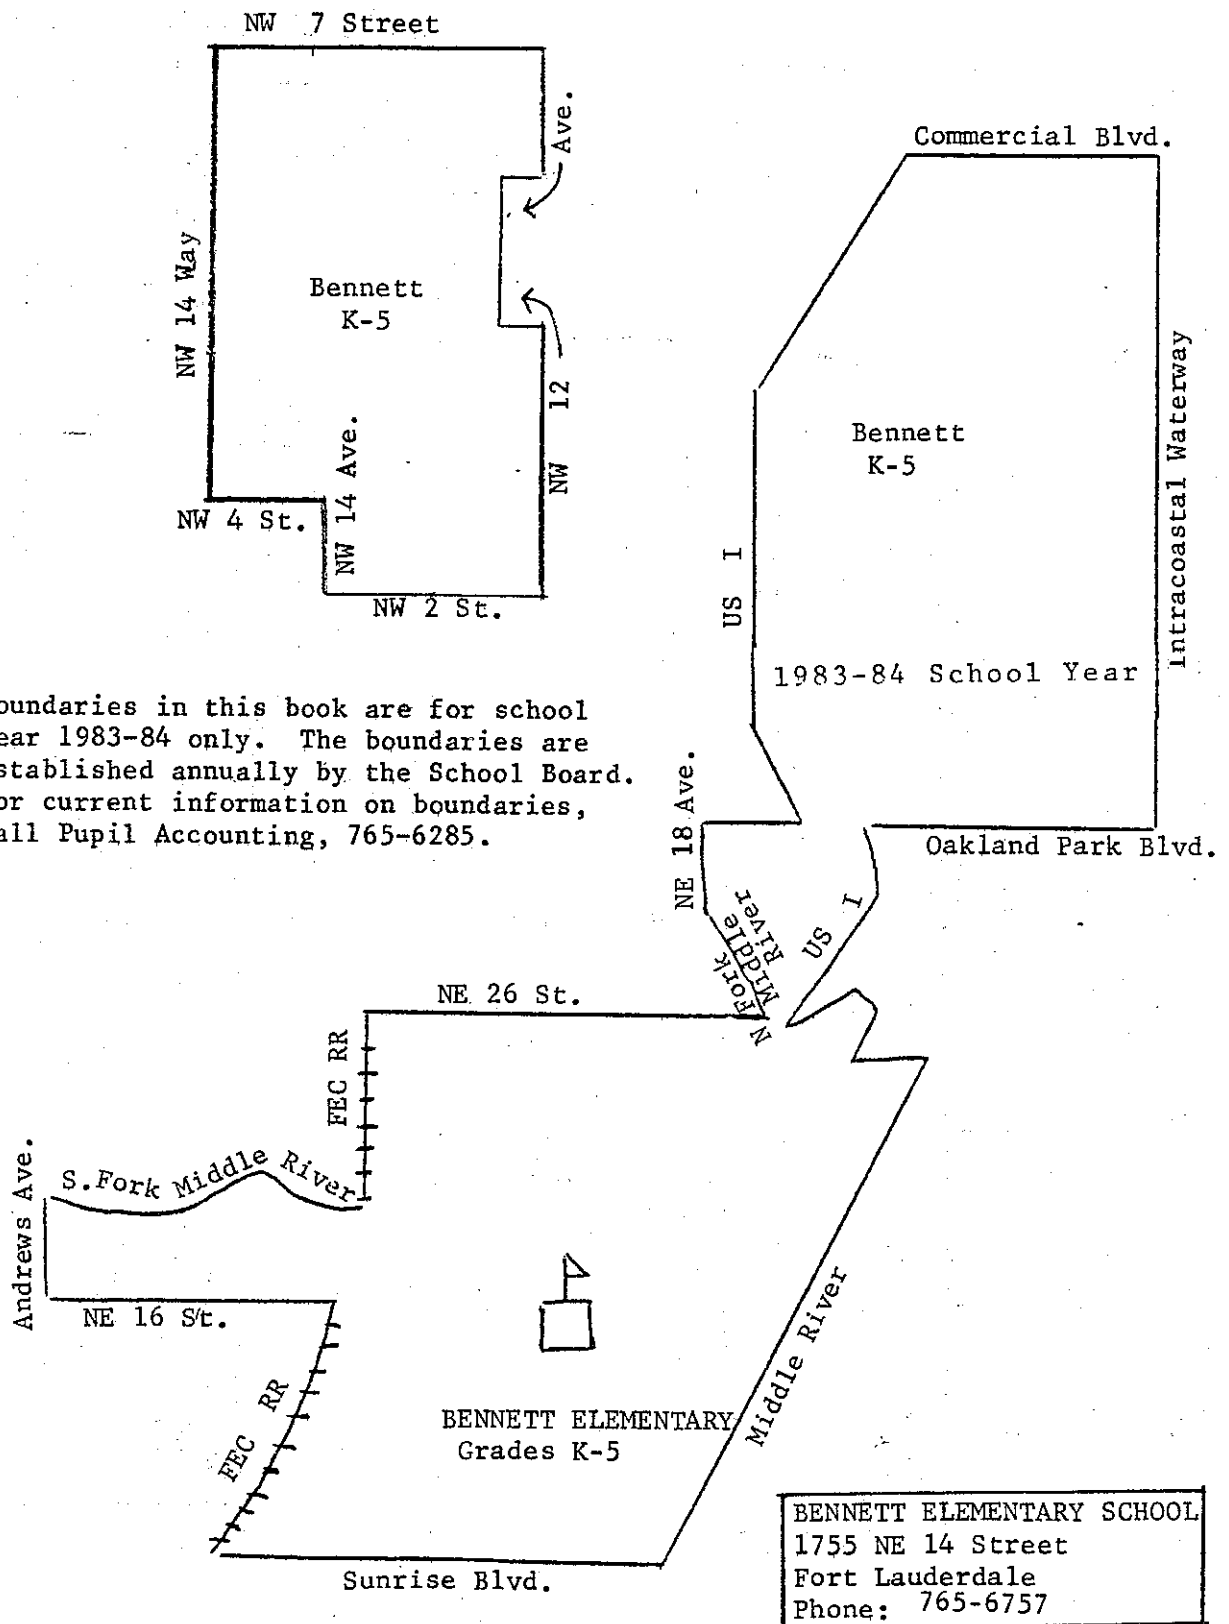 NW 7 Street
Ave.
NW 14 Way
Bennett
K-5
NW 12
NW 14 Ave.
NW 4 St.
NW 2 St.
Commercial Blvd.
Intracoastal Waterway
Bennett
K-5
US I
1983-84 School Year
oundaries in this book are for school
ear 1983-84 only. The boundaries are
stablished annually by the School Board.
or current information on boundaries,
all Pupil Accounting, 765-6285.
NE 18 Ave.
Oakland Park Blvd.
US I
N Fork
Middle
River
NE 26 St.
FEC RR
Andrews Ave.
S.Fork Middle River
NE 16 St.
FEC RR
Middle River
BENNETT ELEMENTARY
Grades K-5
Sunrise Blvd.
BENNETT ELEMENTARY SCHOOL
1755 NE 14 Street
Fort Lauderdale
Phone: 765-6757